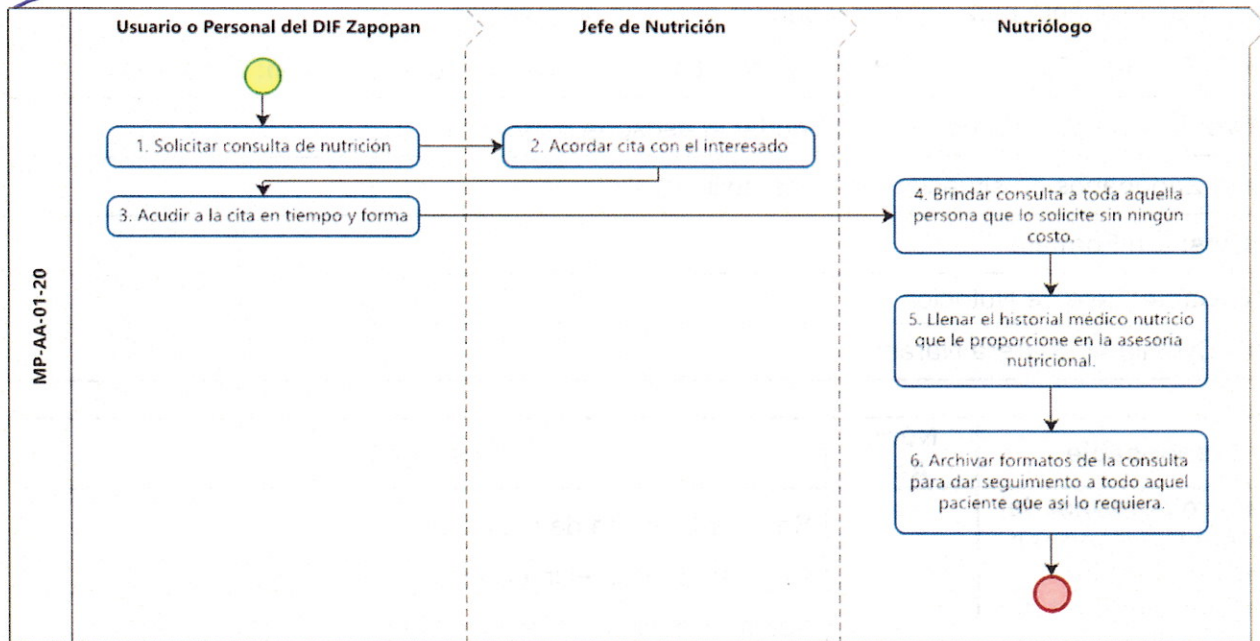 Usuario o Personal del DIF Zapopan
Jefe de Nutrición
Nutriólogo
MP-AA-01-20
1. Solicitar consulta de nutrición
2. Acordar cita con el interesado
3. Acudir a la cita en tiempo y forma
4. Brindar consulta a toda aquella
persona que lo solicite sin ningún
costo.
5. Llenar el historial médico nutricio
que le proporcione en la asesoría
nutricional.
6. Archivar formatos de la consulta
para dar seguimiento a todo aquel
paciente que así lo requiera.